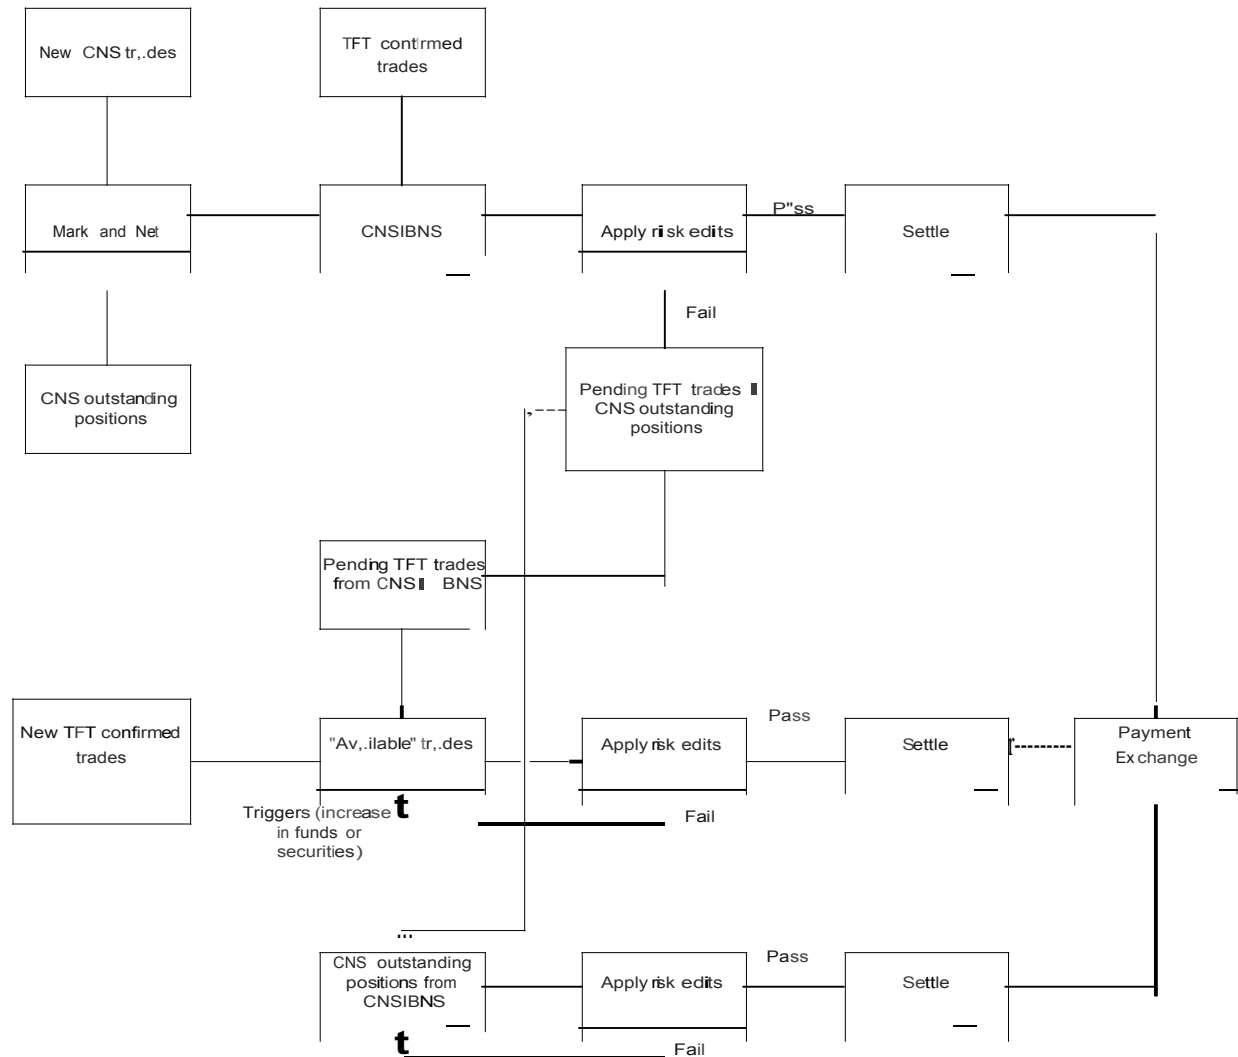 New CNS tr,.des
TFT contlrmed
trades
Mark and Net
CNSIBNS
Apply risk edits
P"ss
Settle
Fail
CNS outstanding
positions
Pending TFT trades
CNS outstanding
positions
Pending TFT trades
from CNS BNS
New TFT confirmed
trades
"Av,.ilable" tr,.des
Apply risk edits
Pass
Settle
Payment
Exchange
Triggers (increase
in funds or
securities)
t
Fail
CNS outstanding
positions from
CNSIBNS
Apply risk edits
Pass
Settle
t
Fail